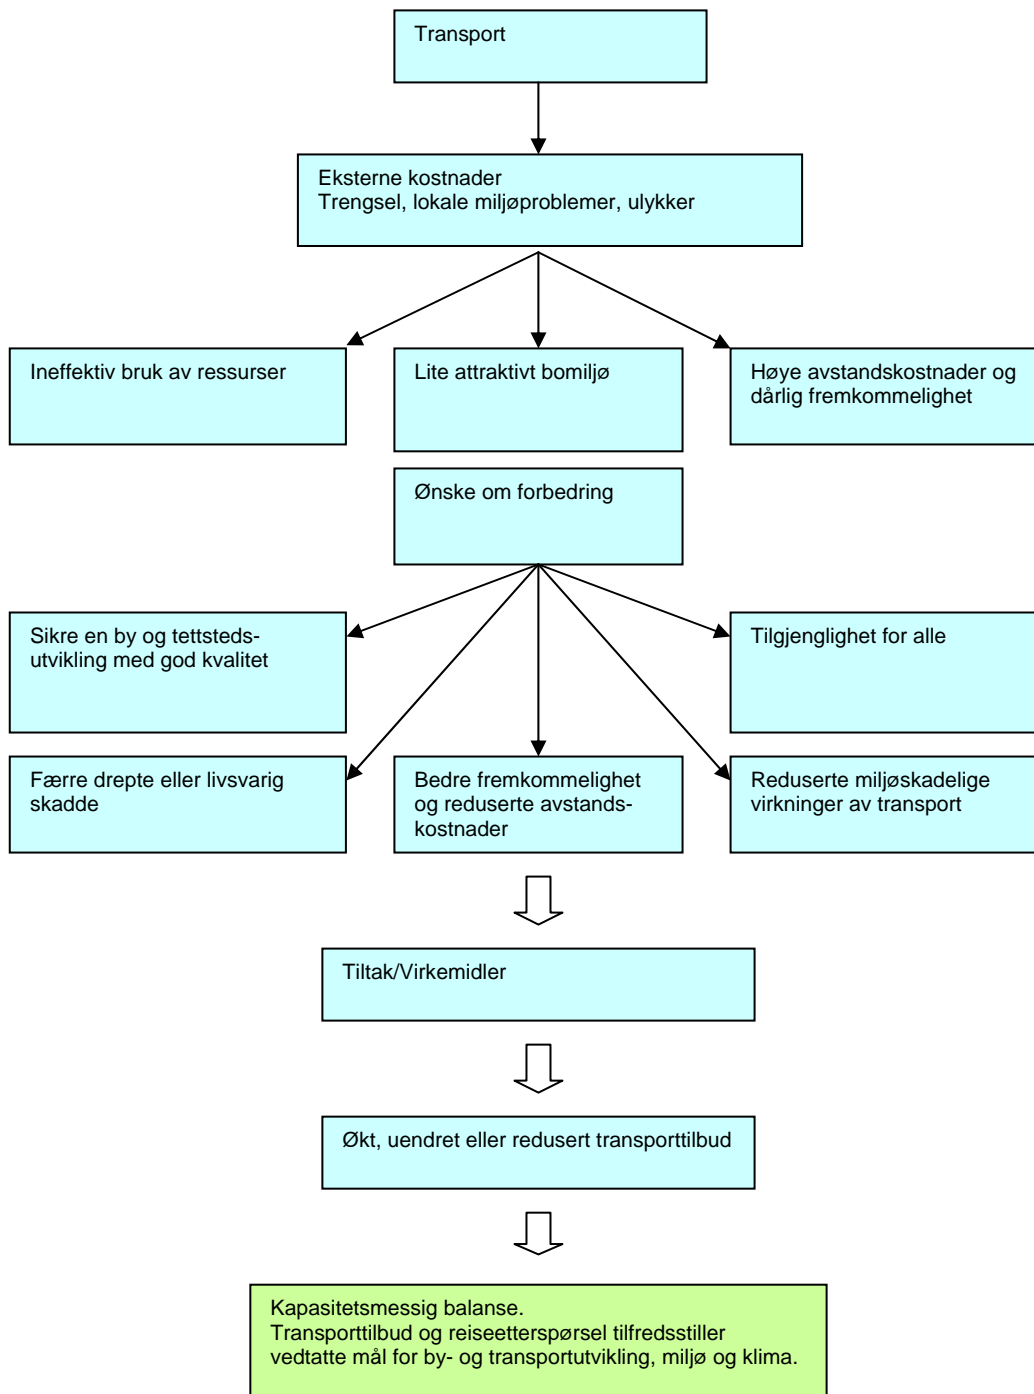 Transport
Eksterne kostnader
Trengsel, lokale miljøproblemer, ulykker
Ineffektiv bruk av ressurser
Lite attraktivt bomiljø
Høye avstandskostnader og
dårlig fremkommelighet
Ønske om forbedring
Sikre en by og tettsteds-
utvikling med god kvalitet
Tilgjenglighet for alle
Færre drepte eller livsvarig
skadde
Bedre fremkommelighet
og reduserte avstands-
kostnader
Reduserte miljøskadelige
virkninger av transport
Tiltak/Virkemidler
Økt, uendret eller redusert transporttilbud
Kapasitetsmessig balanse.
Transporttilbud og reiseetterspørsel tilfredsstiller
vedtatte mål for by- og transportutvikling, miljø og klima.